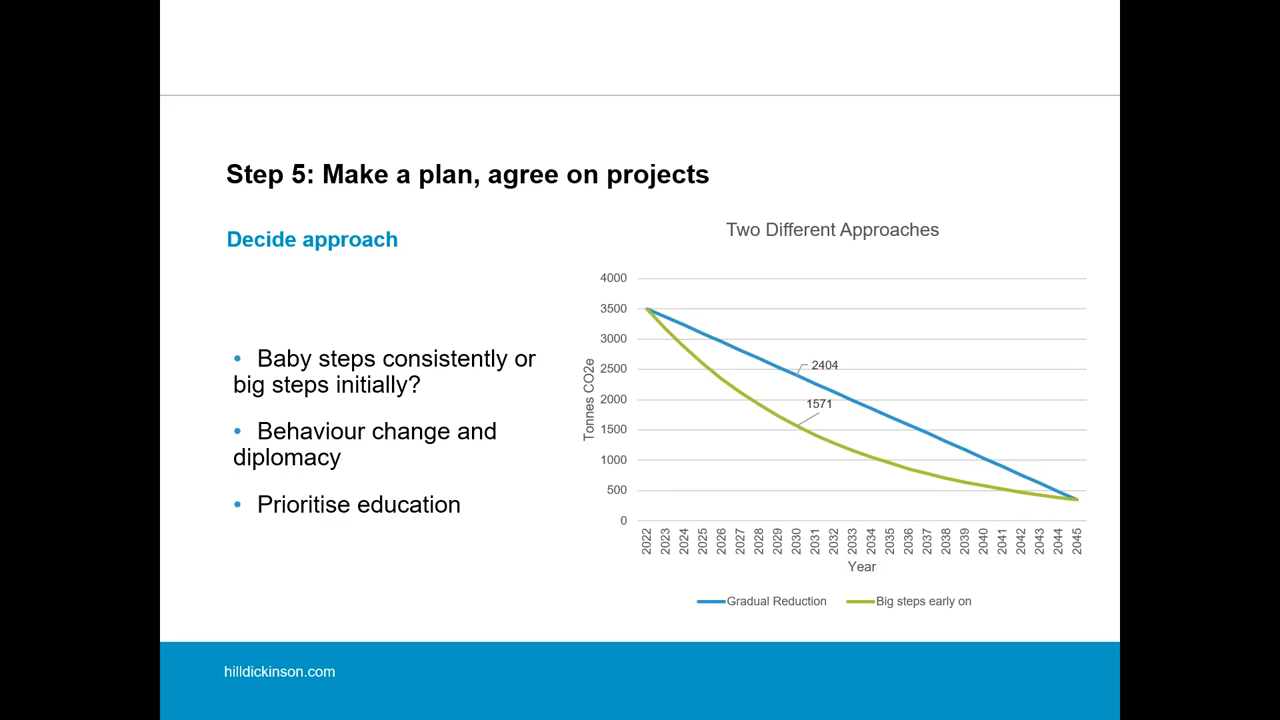 Step 5: Make a plan, agree on projects
Decide approach
• Baby steps consistently or
big steps initially?
• Behaviour change and
diplomacy
• Prioritise education
Two Different Approaches
Tonnes CO2e
4000
3500
3000
2500
2000
1500
1000
500
0
2404
1571
2022 2023 2024 2025 2026 2027 2028 2029 2030 2031 2032 2033 2034 2035 2036 2037 2038 2039 2040 2041 2042 2043 2044 2045
Year
Gradual Reduction Big steps early on
hilldickinson.com